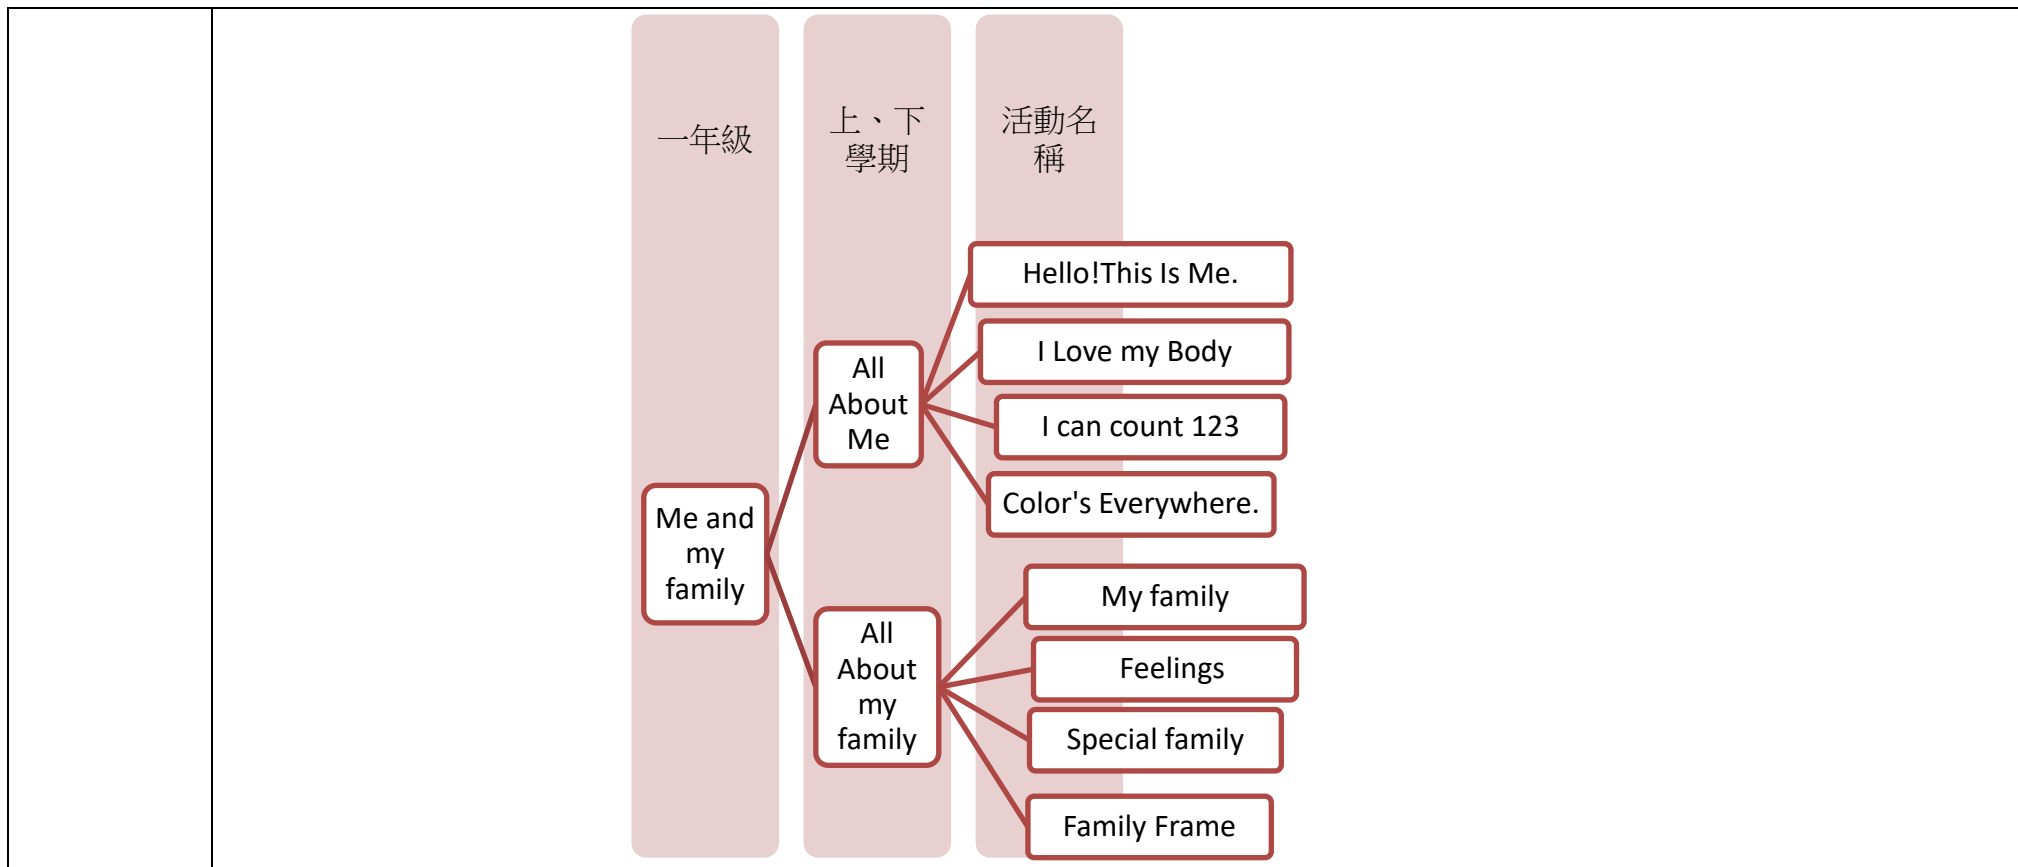 一年級
上、下
學期
活動名
稱
Hello!This Is Me.
I Love my Body
I can count 123
Color's Everywhere.
All
About
Me
Me and
my
family
All
About
my
family
My family
Feelings
Special family
Family Frame